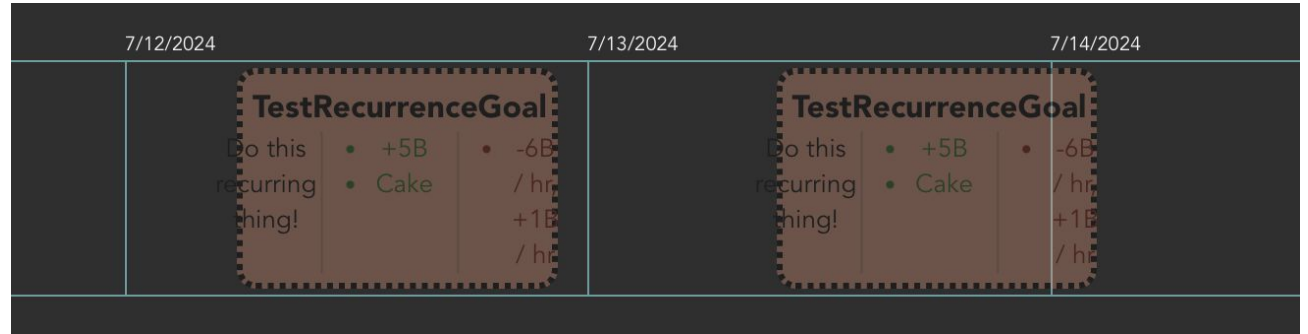 7/12/2024
7/13/2024
7/14/2024
TestRecurrenceGoal
Do this
recurring
thing!
• +5B
• Cake
• -6B
/ hr,
+1B
/ hr
TestRecurrenceGoal
Do this
recurring
thing!
• +5B
• Cake
• -6B
/ hr,
+1B
/ hr